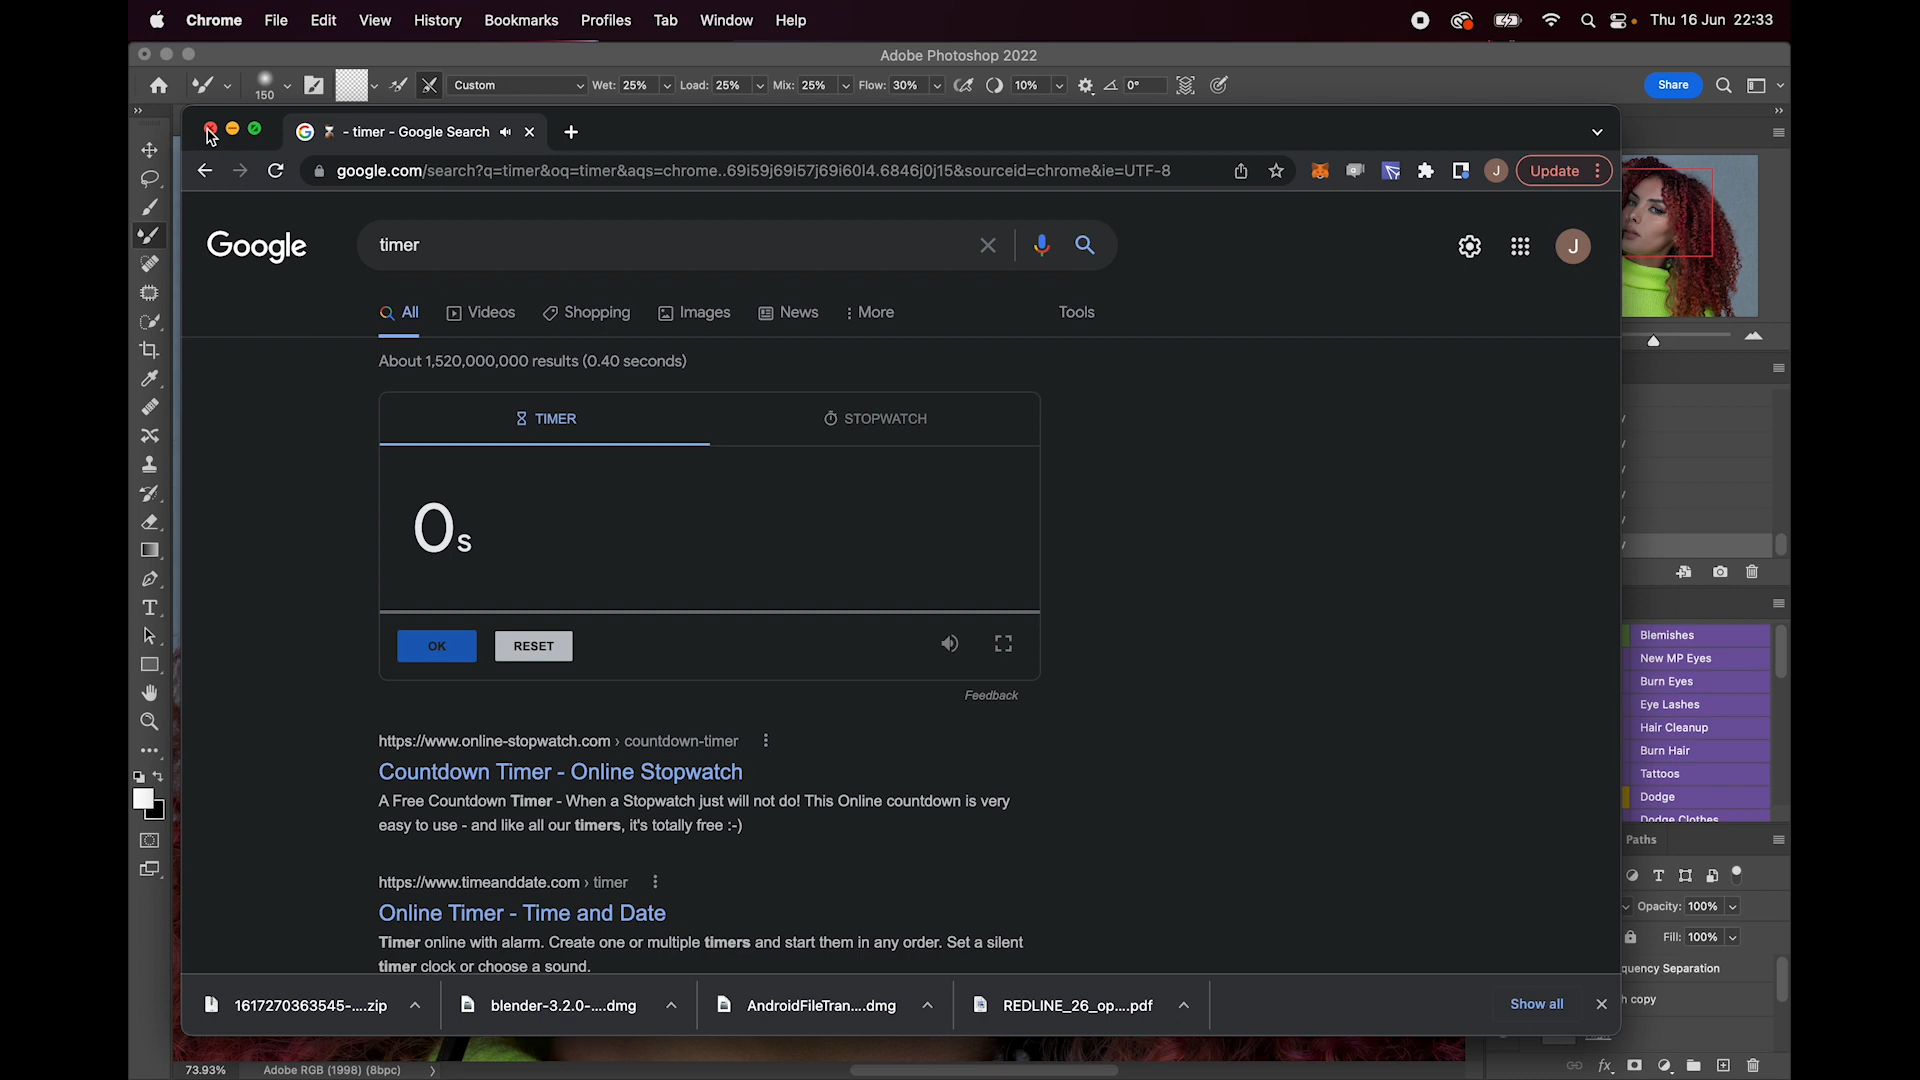 Chrome File Edit View History Bookmarks Profiles Tab Window Help Thu 16 Jun 22:33
Adobe Photoshop 2022
150 Custom Wet: 25% Load: 25% Mix: 25% Flow: 30% 10% 0° Share
- timer - Google Search
google.com/search?q=timer&oq=timer&aqs=chrome..69i59j69i57j69i60l4.6846j0j15&sourceid=chrome&ie=UTF-8 J Update
Google timer J
All Videos Shopping Images News More Tools
About 1,520,000,000 results (0.40 seconds)
TIMER STOPWATCH
0s
OK RESET
Feedback
https://www.online-stopwatch.com › countdown-timer
Countdown Timer - Online Stopwatch
A Free Countdown Timer - When a Stopwatch just will not do! This Online countdown is very
easy to use - and like all our timers, it's totally free :-)
https://www.timeanddate.com › timer
Online Timer - Time and Date
Timer online with alarm. Create one or multiple timers and start them in any order. Set a silent
timer clock or choose a sound.
1617270363545-....zip blender-3.2.0-....dmg AndroidFileTran....dmg REDLINE_26_op....pdf Show all
Blemishes
New MP Eyes
Burn Eyes
Eye Lashes
Hair Cleanup
Burn Hair
Tattoos
Dodge
Dodge Clothes
Paths
Opacity: 100%
Fill: 100%
quency Separation
h copy
73.93% Adobe RGB (1998) (8bpc)